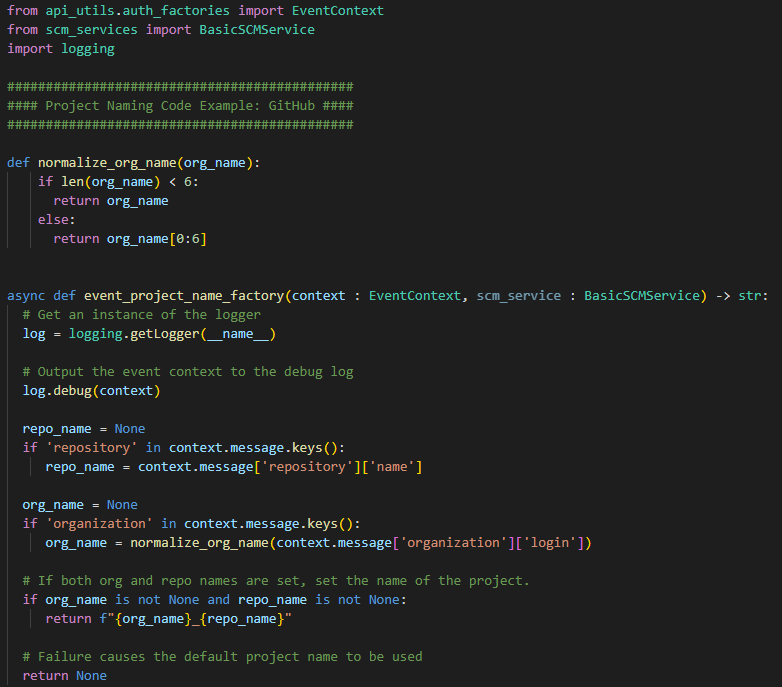 from api_utils.auth_factories import EventContext
from scm_services import BasicSCMService
import logging

#############################################
#### Project Naming Code Example: GitHub ####
#############################################

def normalize_org_name(org_name):
    if len(org_name) < 6:
      return org_name
    else:
      return org_name[0:6]


async def event_project_name_factory(context : EventContext, scm_service : BasicSCMService) -> str:
  # Get an instance of the logger
  log = logging.getLogger(__name__)

  # Output the event context to the debug log
  log.debug(context)

  repo_name = None
  if 'repository' in context.message.keys():
     repo_name = context.message['repository']['name']

  org_name = None
  if 'organization' in context.message.keys():
     org_name = normalize_org_name(context.message['organization']['login'])

  # If both org and repo names are set, set the name of the project.
  if org_name is not None and repo_name is not None:
     return f"{org_name}_{repo_name}"

  # Failure causes the default project name to be used
  return None